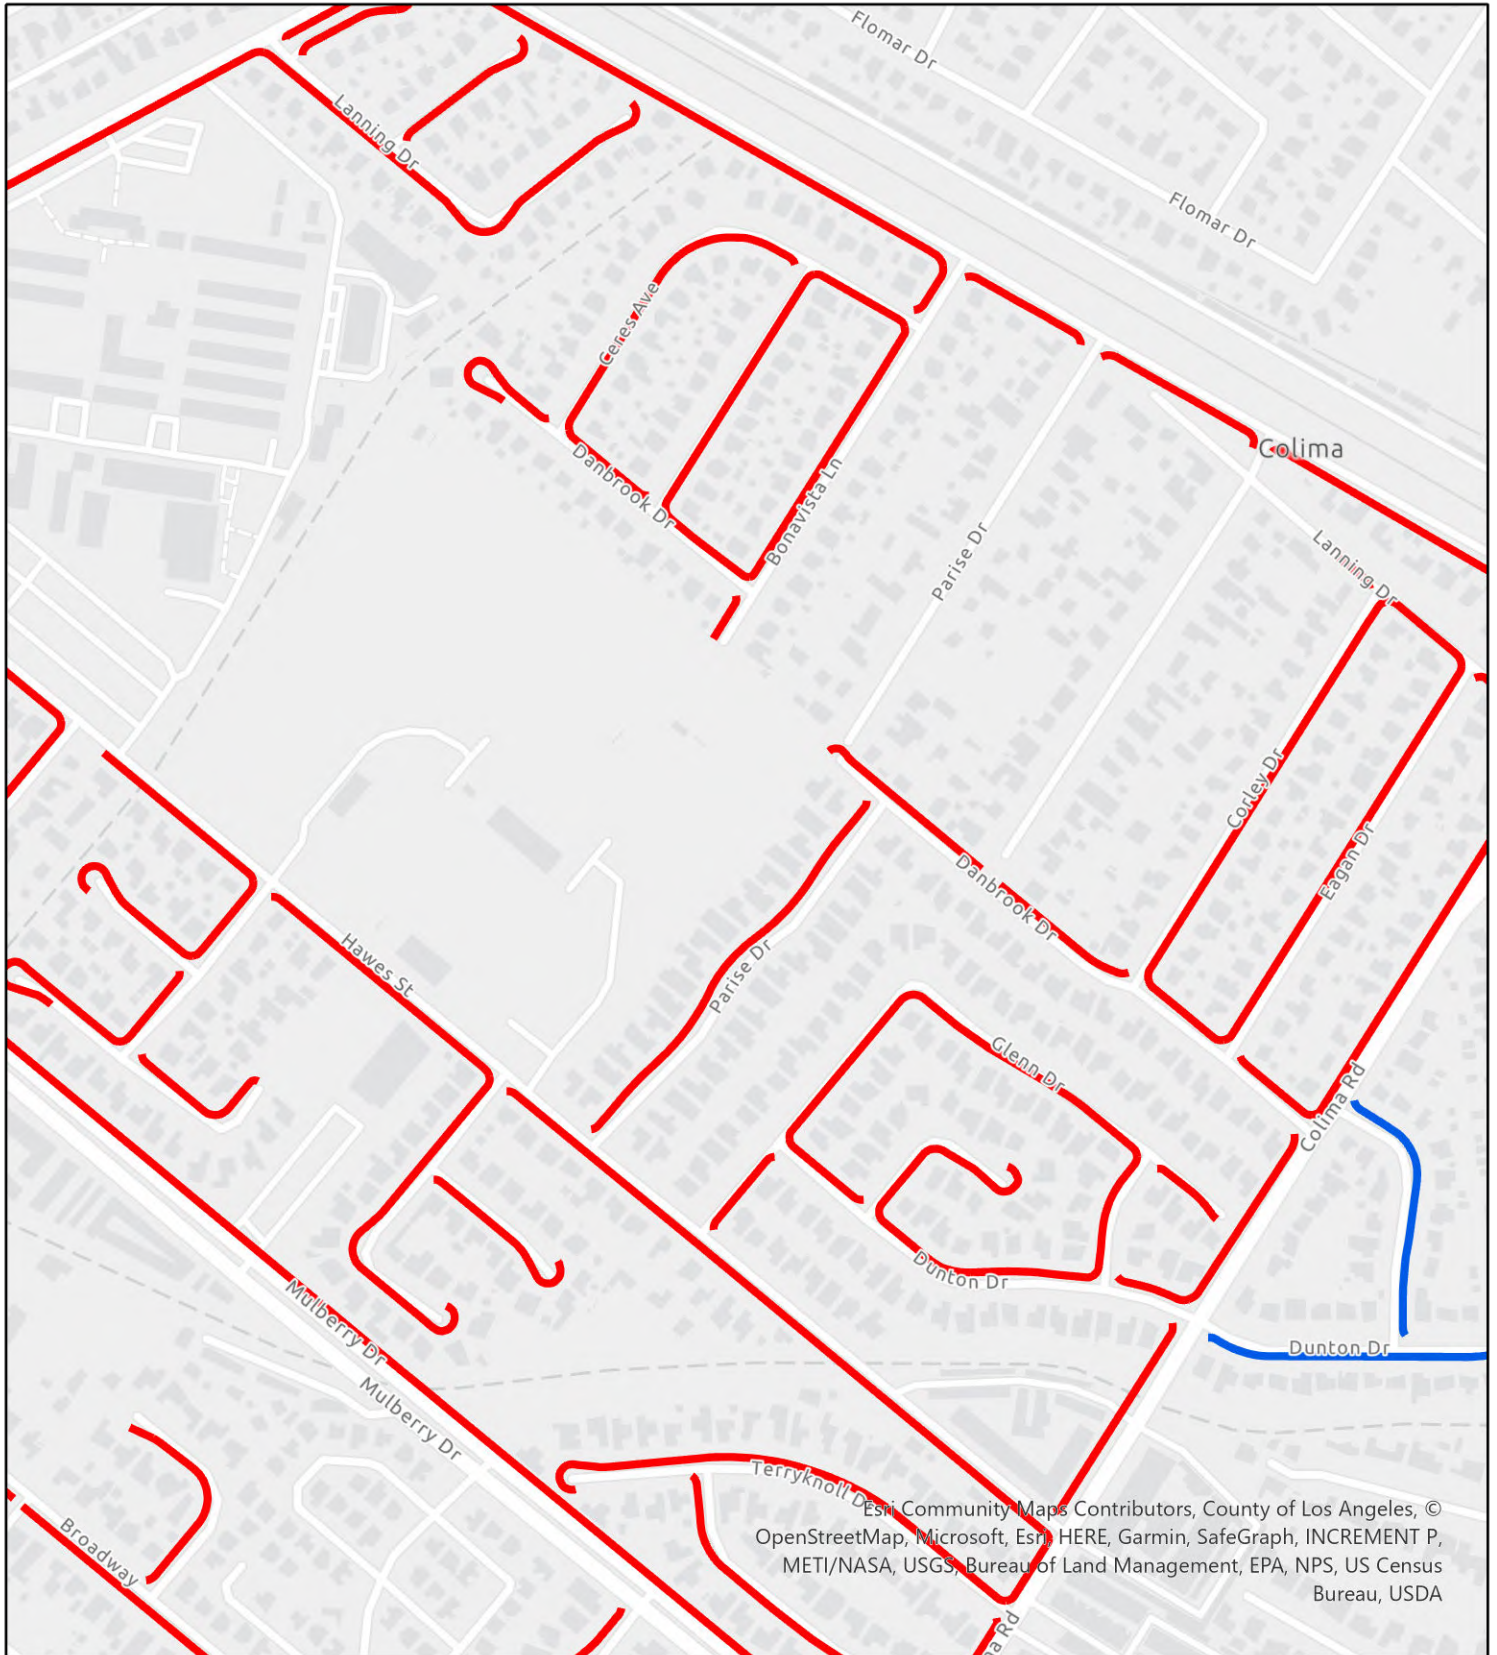 Flomar Dr
Lanning Dr
Flomar Dr
Ceres Ave
Colima
Danbrook Dr
Bonavista Ln
Parise Dr
Lanning Dr
Corley Dr
Eagan Dr
Danbrook Dr
Hawes St
Parise Dr
Glenn Dr
Colima Rd
Dunton Dr
Mulberry Dr
Dunton Dr
Mulberry Dr
Terryknoll D
Broadway
Esri Community Maps Contributors, County of Los Angeles, ©
OpenStreetMap, Microsoft, Esri, HERE, Garmin, SafeGraph, INCREMENT P,
METI/NASA, USGS, Bureau of Land Management, EPA, NPS, US Census
Bureau, USDA
a Rd